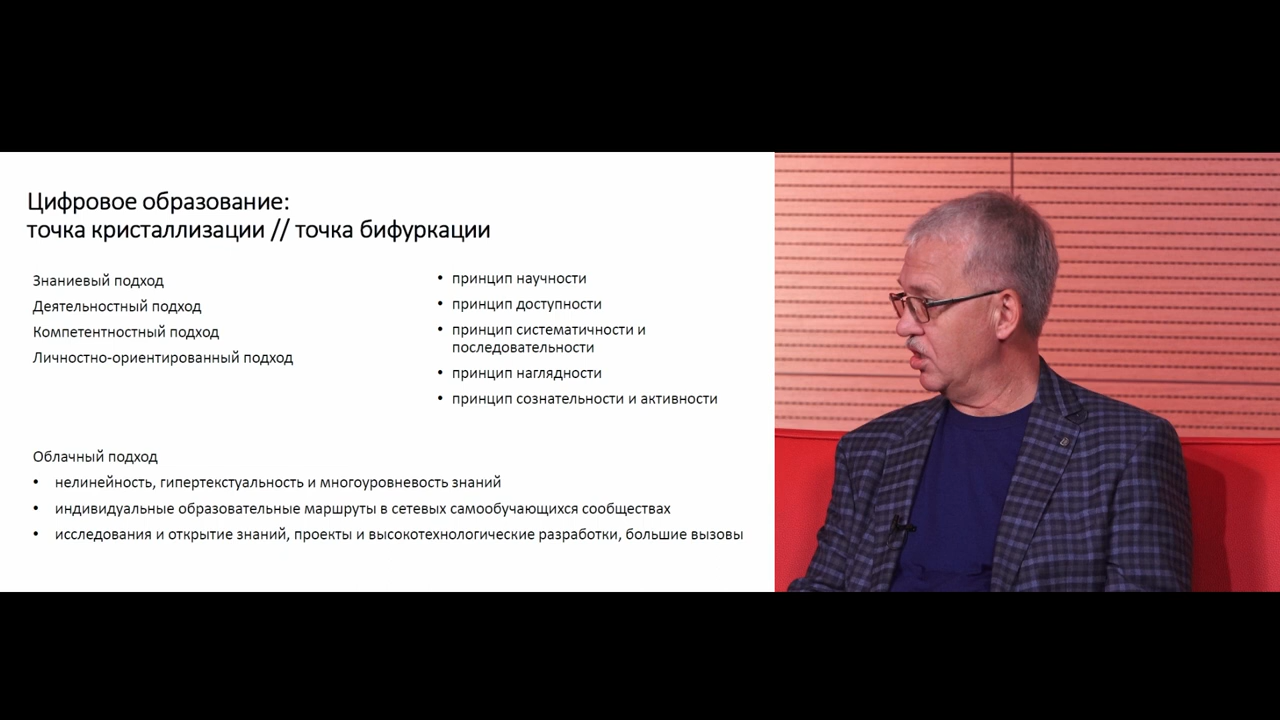 Цифровое образование:
точка кристаллизации // точка бифуркации
Знаниевый подход
Деятельностный подход
Компетентностный подход
Личностно-ориентированный подход
• принцип научности
• принцип доступности
• принцип систематичности и
последовательности
• принцип наглядности
• принцип сознательности и активности
Облачный подход
• нелинейность, гипертекстуальность и многоуровневость знаний
• индивидуальные образовательные маршруты в сетевых самообучающихся сообществах
• исследования и открытие знаний, проекты и высокотехнологические разработки, большие вызовы